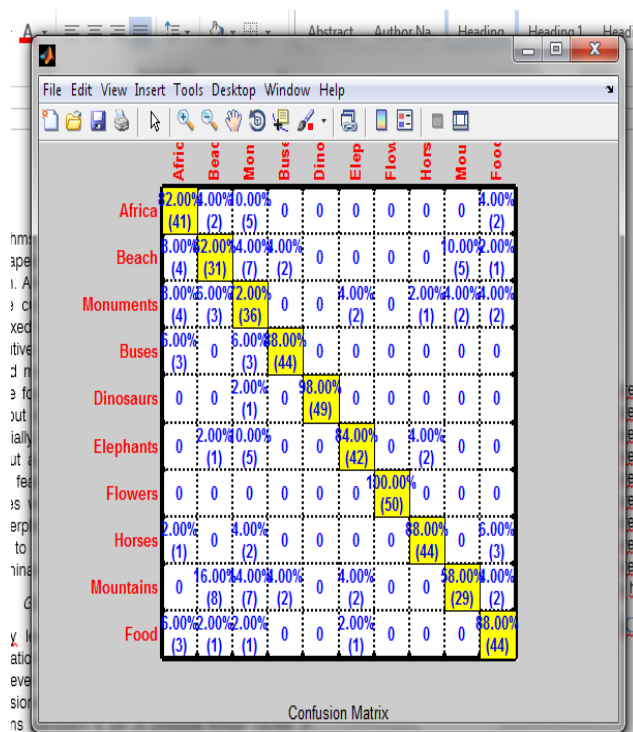 Abstract Author Na Heading Heading 1 Headi
File Edit View Insert Tools Desktop Window Help
Afric Beac Mon Buse Dino Elep Flow Hors Mou Food
Africa 82.00% 4.00% 10.00% 0 0 0 0 0 0 4.00%
(41) (2) (5) (2)
Beach 8.00% 62.00% 14.00% 4.00% 0 0 0 0 10.00% 2.00%
(4) (31) (7) (2) (5) (1)
Monuments 8.00% 6.00% 72.00% 0 0 4.00% 0 2.00% 4.00% 4.00%
(4) (3) (36) (2) (1) (2) (2)
Buses 6.00% 0 6.00% 88.00% 0 0 0 0 0 0
(3) (3) (44)
Dinosaurs 0 0 2.00% 0 98.00% 0 0 0 0 0
(1) (49)
Elephants 0 2.00% 10.00% 0 0 84.00% 0 4.00% 0 0
(1) (5) (42) (2)
Flowers 0 0 0 0 0 0 100.00% 0 0 0
(50)
Horses 2.00% 0 4.00% 0 0 0 0 88.00% 0 6.00%
(1) (2) (44) (3)
Mountains 0 16.00% 14.00% 4.00% 0 4.00% 0 0 58.00% 4.00%
(8) (7) (2) (2) (29) (2)
Food 6.00% 2.00% 2.00% 0 0 2.00% 0 0 0 88.00%
(3) (1) (1) (1) (44)
Confusion Matrix